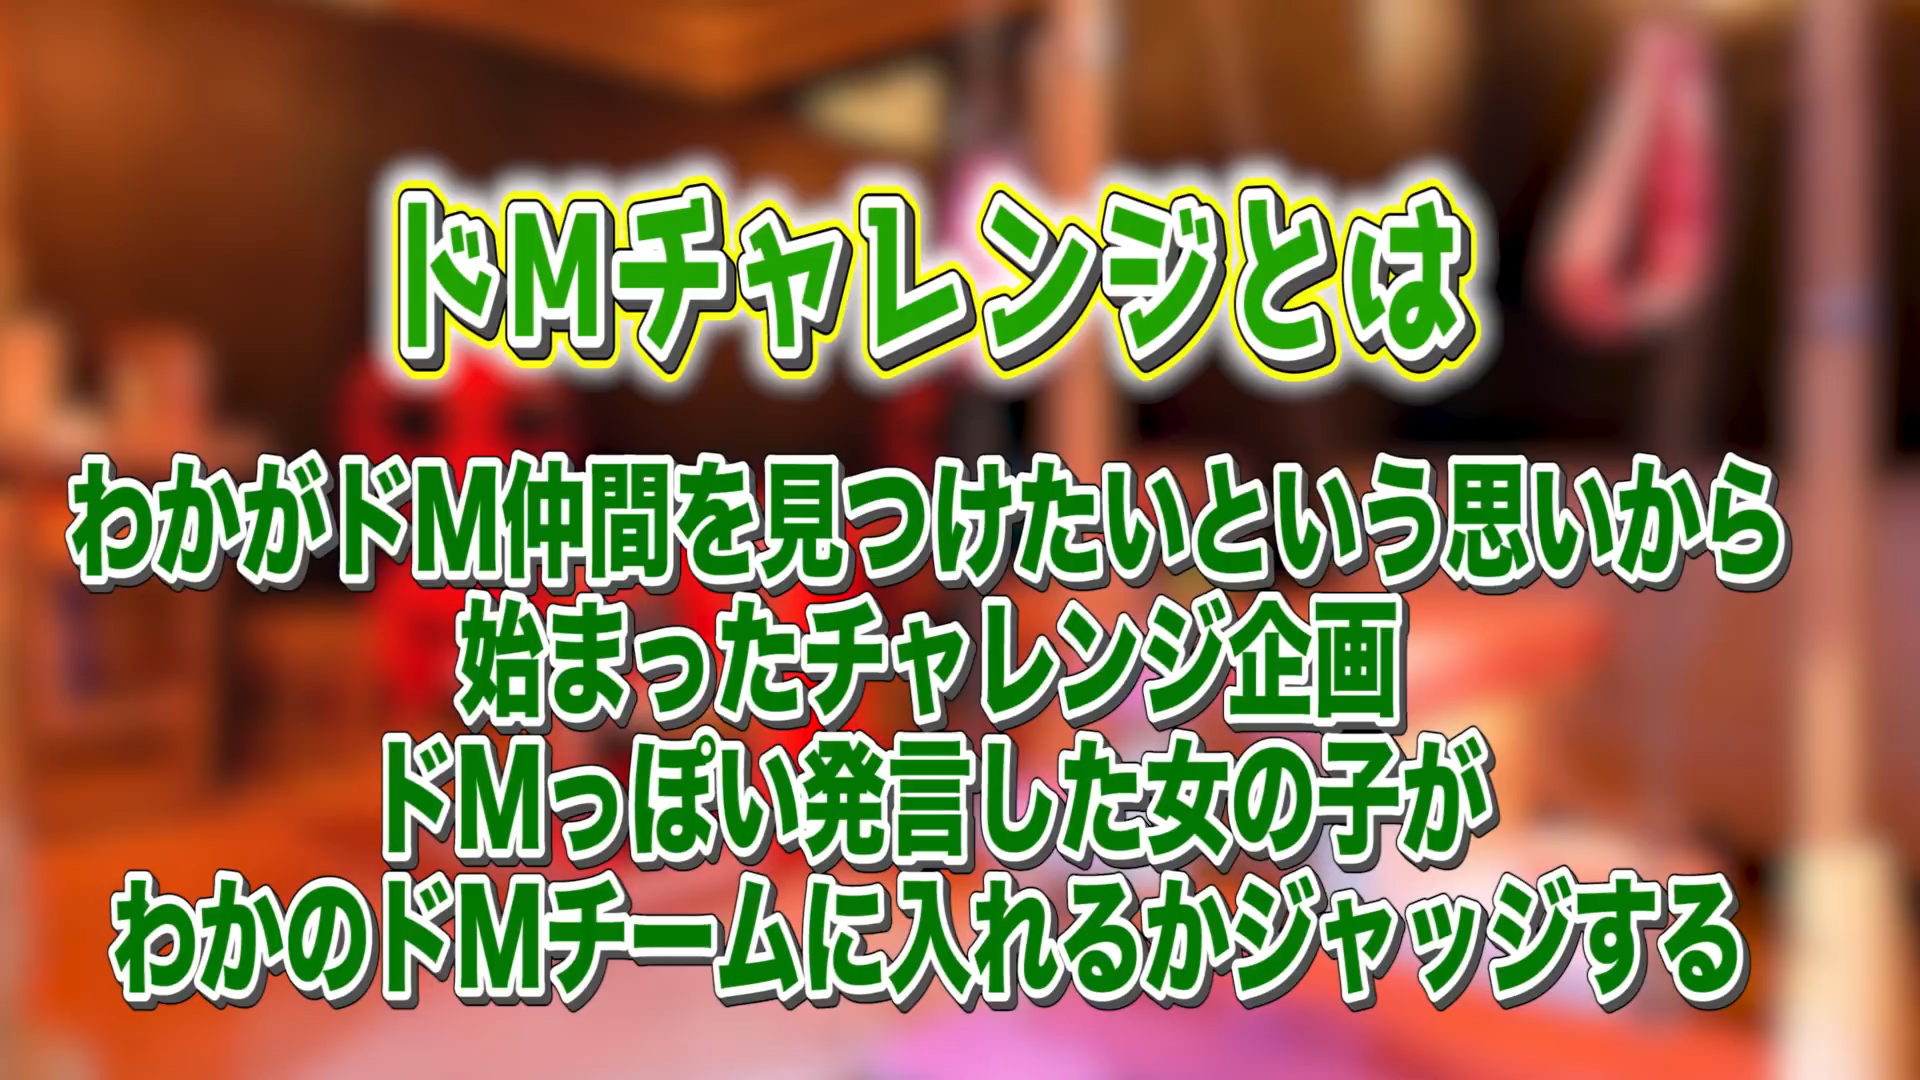 ドMチャレンジとは
わかがドM仲間を見つけたいという思いから
始まったチャレンジ企画
ドMっぽい発言した女の子が
わかのドMチームに入れるかジャッジする